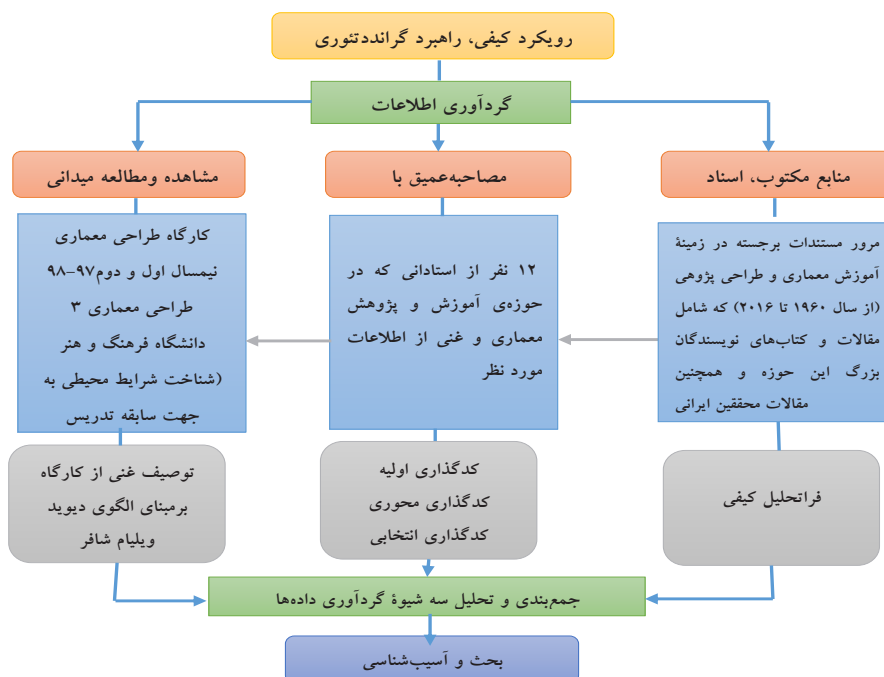 رویکرد کیفی، راهبرد گرانددتئوری
گردآوری اطلاعات
منابع مکتوب، اسناد
مصاحبه‌عمیق با
مشاهده ومطالعه میدانی
مرور مستندات برجسته در زمینهٔ
آموزش معماری و طراحی پژوهی
(از سال ۱۹۶۰ تا ۲۰۱۶) که شامل
مقالات و کتاب‌های نویسندگان
بزرگ این حوزه و همچنین
مقالات محققین ایرانی
۱۲ نفر از استادانی که در
حوزه‌ی آموزش و پژوهش
معماری و غنی از اطلاعات
مورد نظر
کارگاه طراحی معماری
نیمسال اول و دوم۹۷-۹۸
طراحی معماری ۳
دانشگاه فرهنگ و هنر
(شناخت شرایط محیطی به
جهت سابقه تدریس
فراتحلیل کیفی
کدگذاری اولیه
کدگذاری محوری
کدگذاری انتخابی
توصیف غنی از کارگاه
برمبنای الگوی دیوید
ویلیام شافر
جمع‌بندی و تحلیل سه شیوهٔ گردآوری داده‌ها
بحث و آسیب‌شناسی